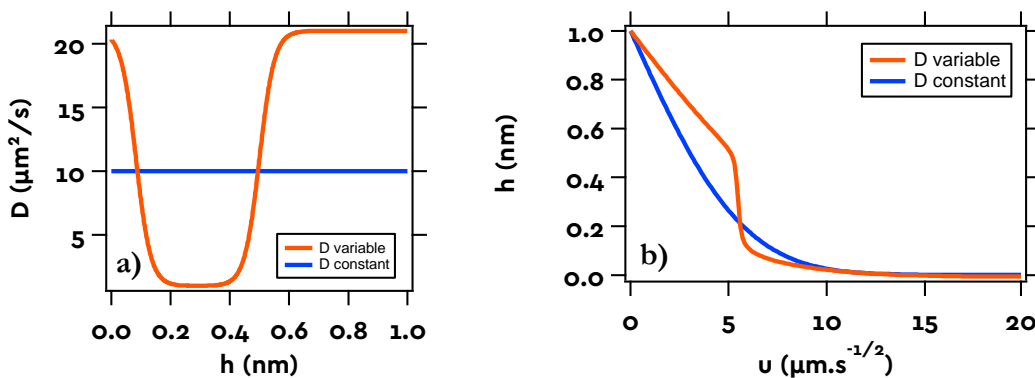 20
15
10
5
D (µm²/s)
a)
D variable
D constant
0.0 0.2 0.4 0.6 0.8 1.0
h (nm)
1.0
0.8
0.6
0.4
0.2
0.0
h (nm)
D variable
D constant
b)
0 5 10 15 20
u (µm.s⁻¹/²)